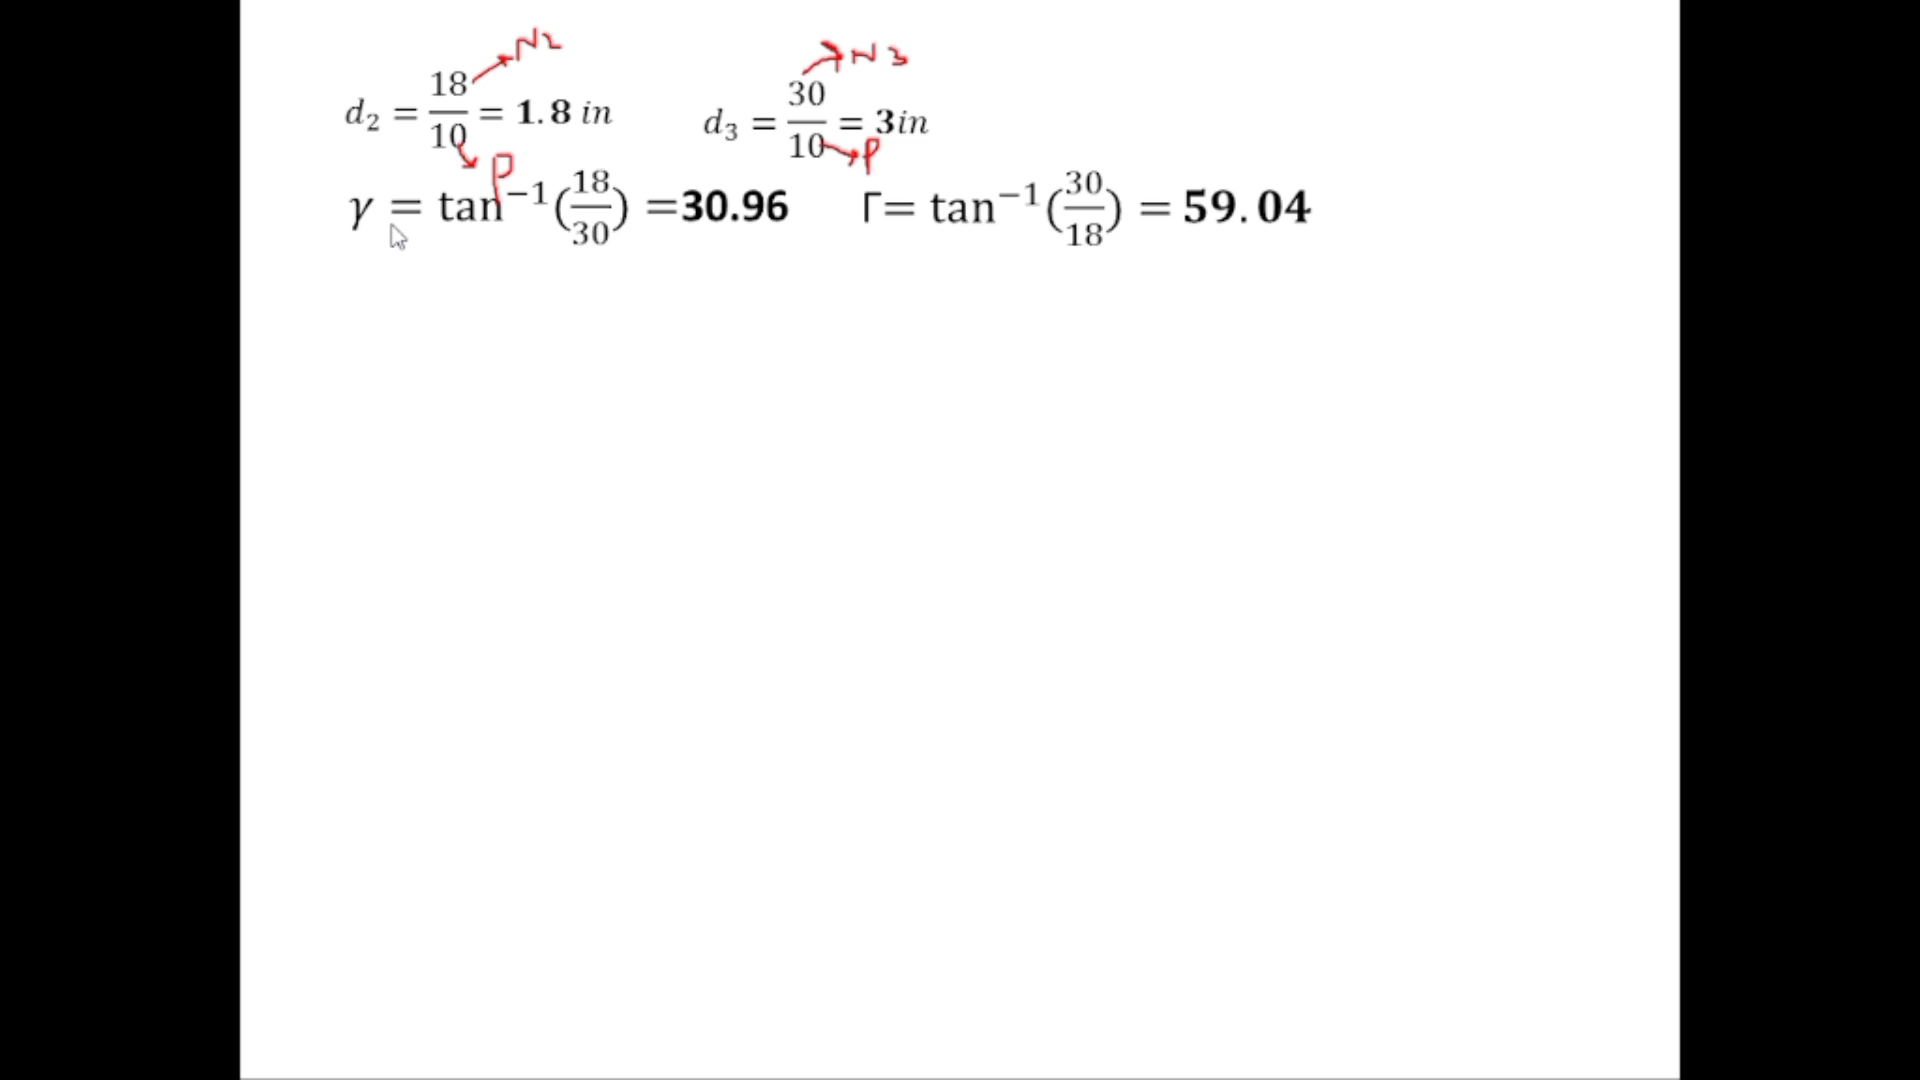 N2 N3
d₂ = 18/10 = 1.8 in d₃ = 30/10 = 3in
P P
γ = tan⁻¹(18/30) =30.96 Γ= tan⁻¹(30/18) = 59.04